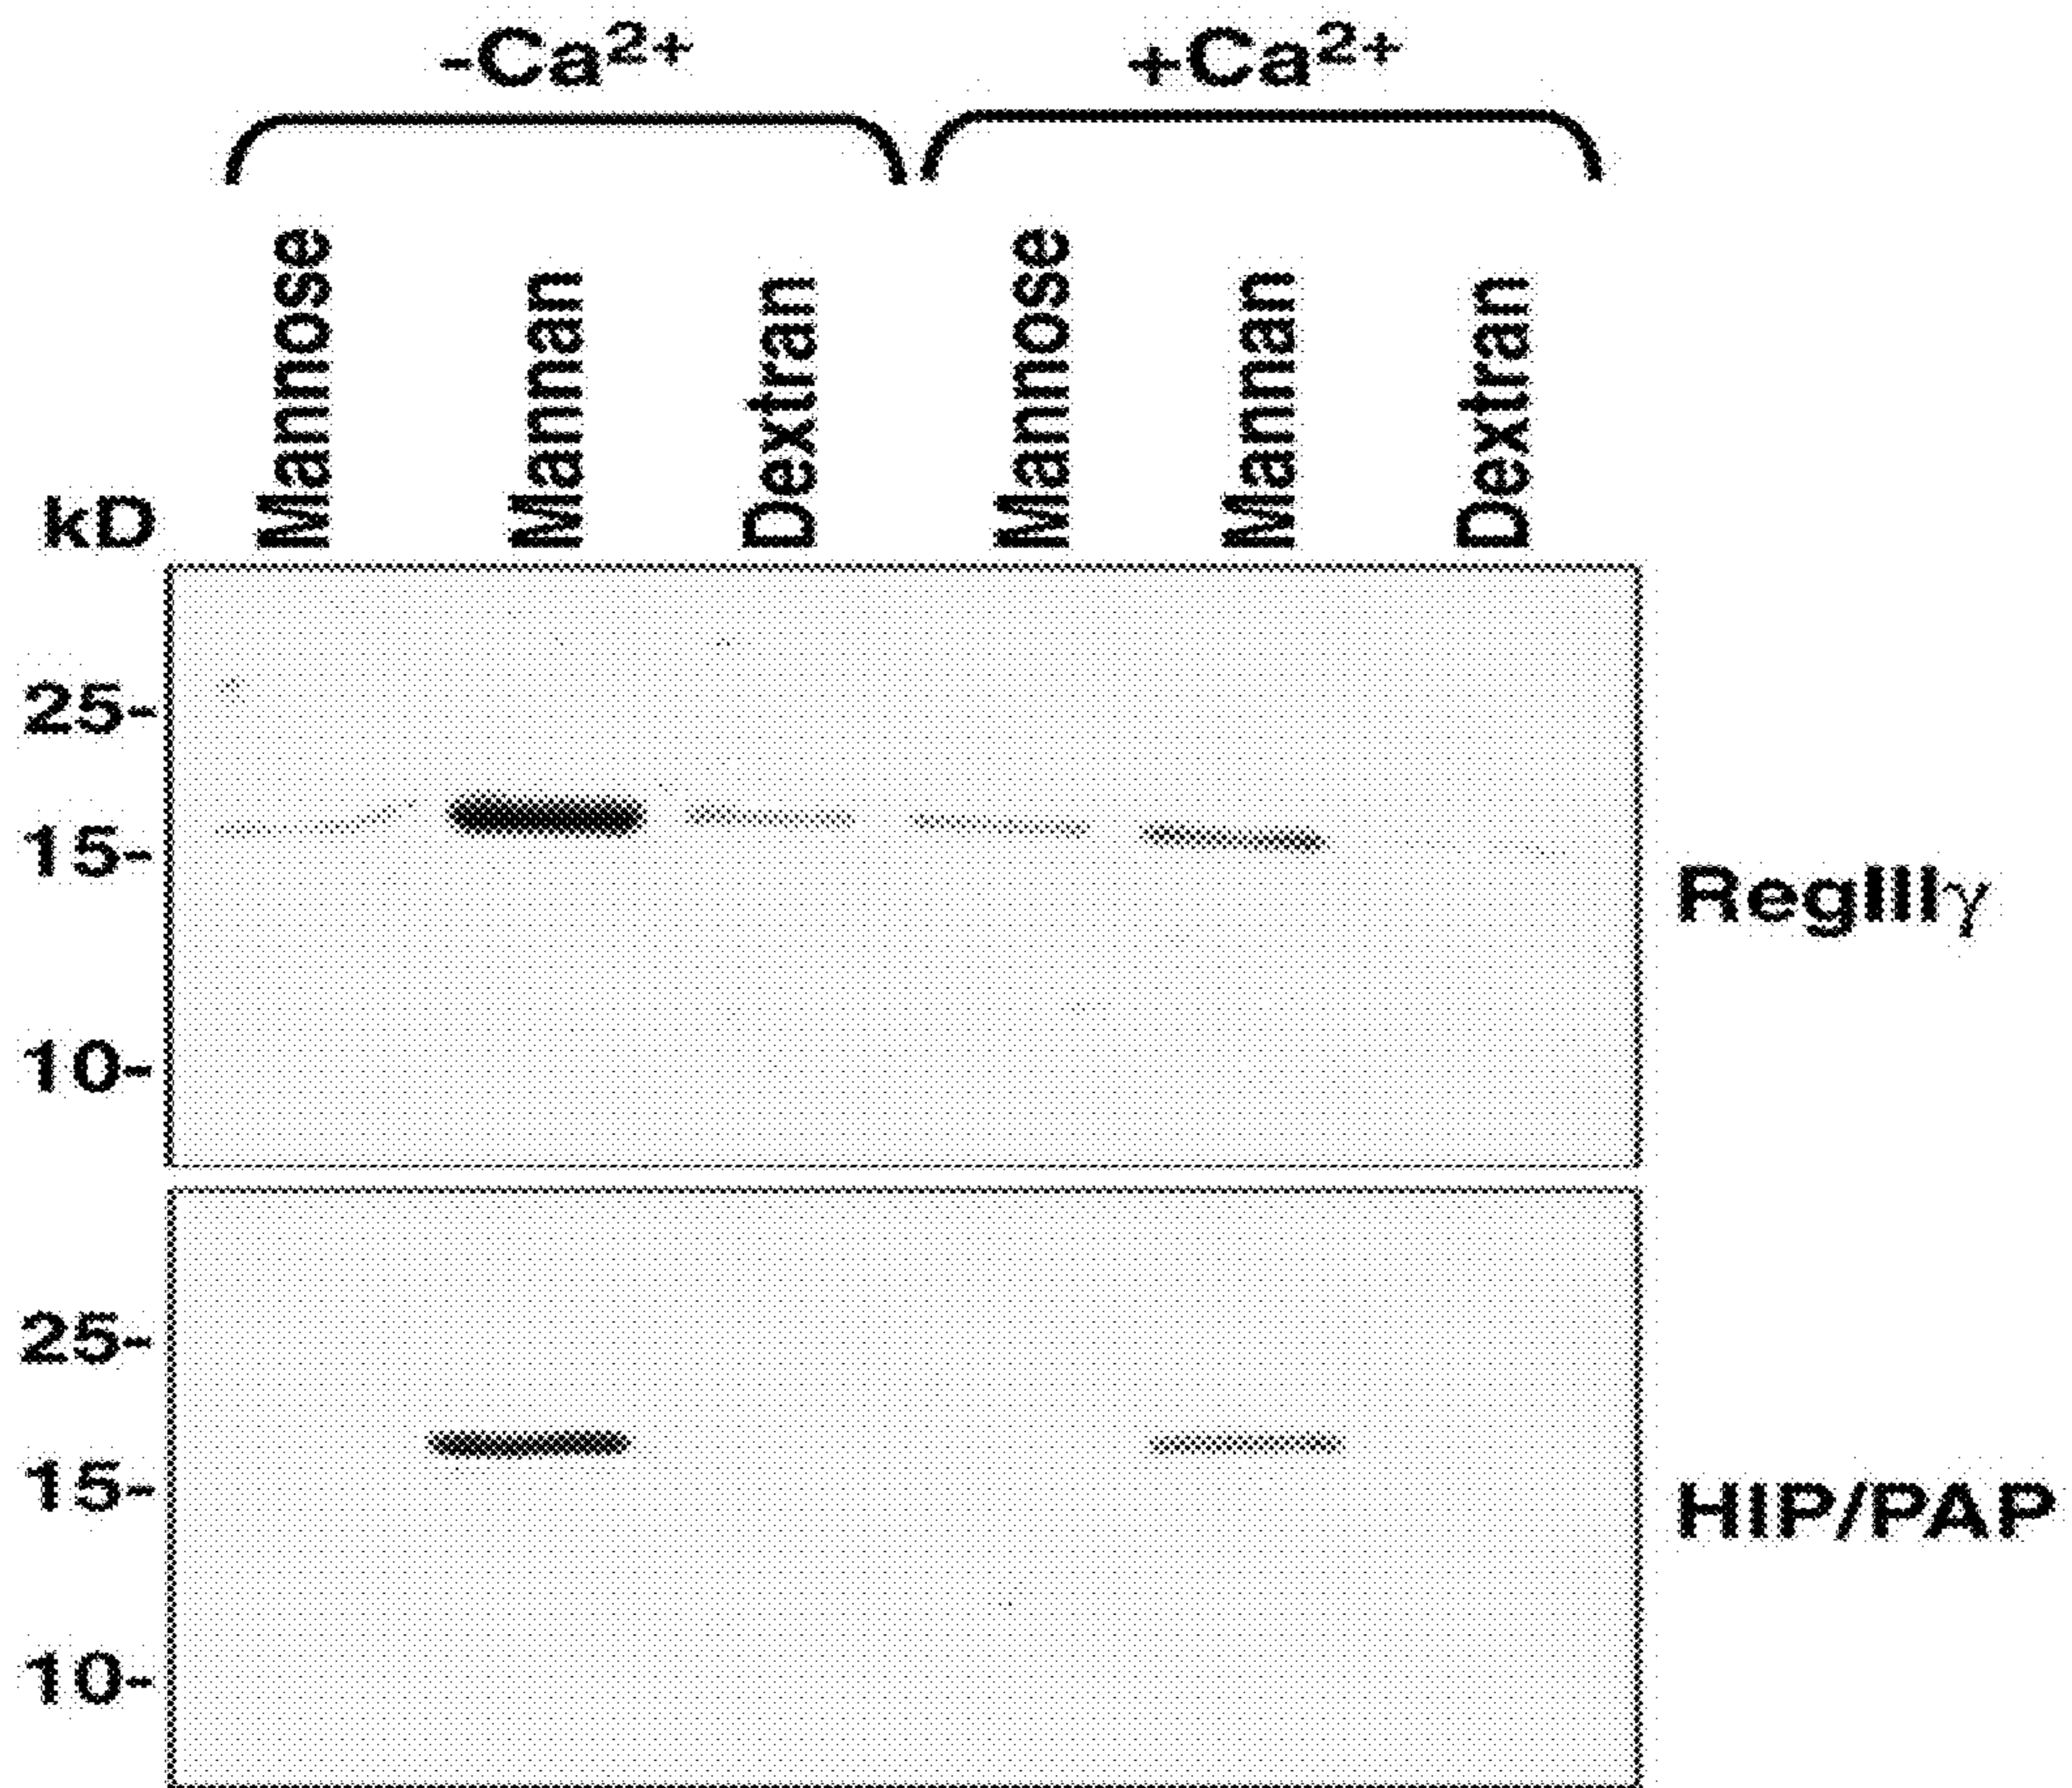 -Ca²⁺ +Ca²⁺
Mannose Mannan Dextran Mannose Mannan Dextran
kD
25-
15-
RegIIIγ
10-
25-
15-
HIP/PAP
10-